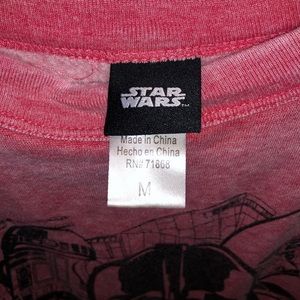 STAR
WARS
Made in China
Hecho en China
RN# 71868
M